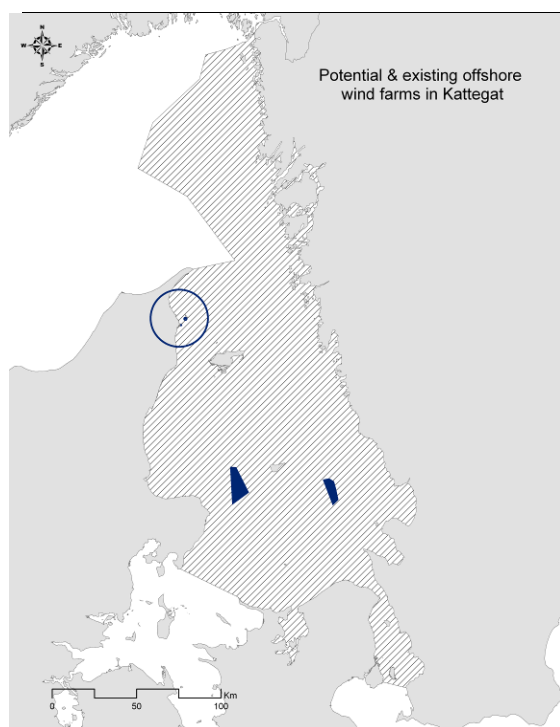 N
W E
S
Potential & existing offshore
wind farms in Kattegat
Km
0 50 100